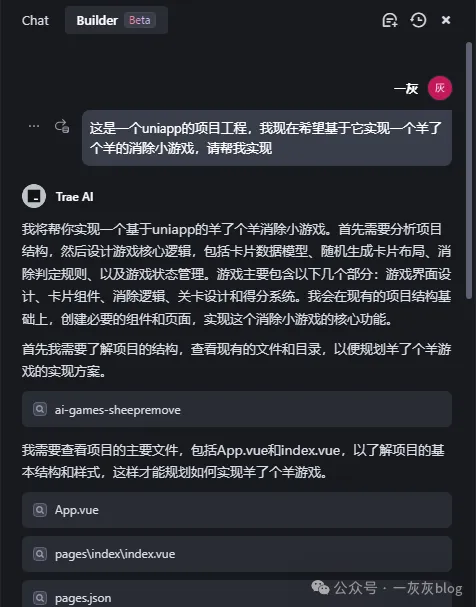 Chat Builder Beta
一灰 灰
这是一个uniapp的项目工程，我现在希望基于它实现一个羊了
个羊的消除小游戏，请帮我实现
Trae AI
我将帮你实现一个基于uniapp的羊了个羊消除小游戏。首先需要分析项目
结构，然后设计游戏核心逻辑，包括卡片数据模型、随机生成卡片布局、消
除判定规则、以及游戏状态管理。游戏主要包含以下几个部分：游戏界面设
计、卡片组件、消除逻辑、关卡设计和得分系统。我会在现有的项目结构基
础上，创建必要的组件和页面，实现这个消除小游戏的核心功能。
首先我需要了解项目的结构，查看现有的文件和目录，以便规划羊了个羊游
戏的实现方案。
ai-games-sheepremove
我需要查看项目的主要文件，包括App.vue和index.vue，以了解项目的基
本结构和样式，这样才能规划如何实现羊了个羊游戏。
App.vue
pages\index\index.vue
pages.json
公众号 · 一灰灰blog